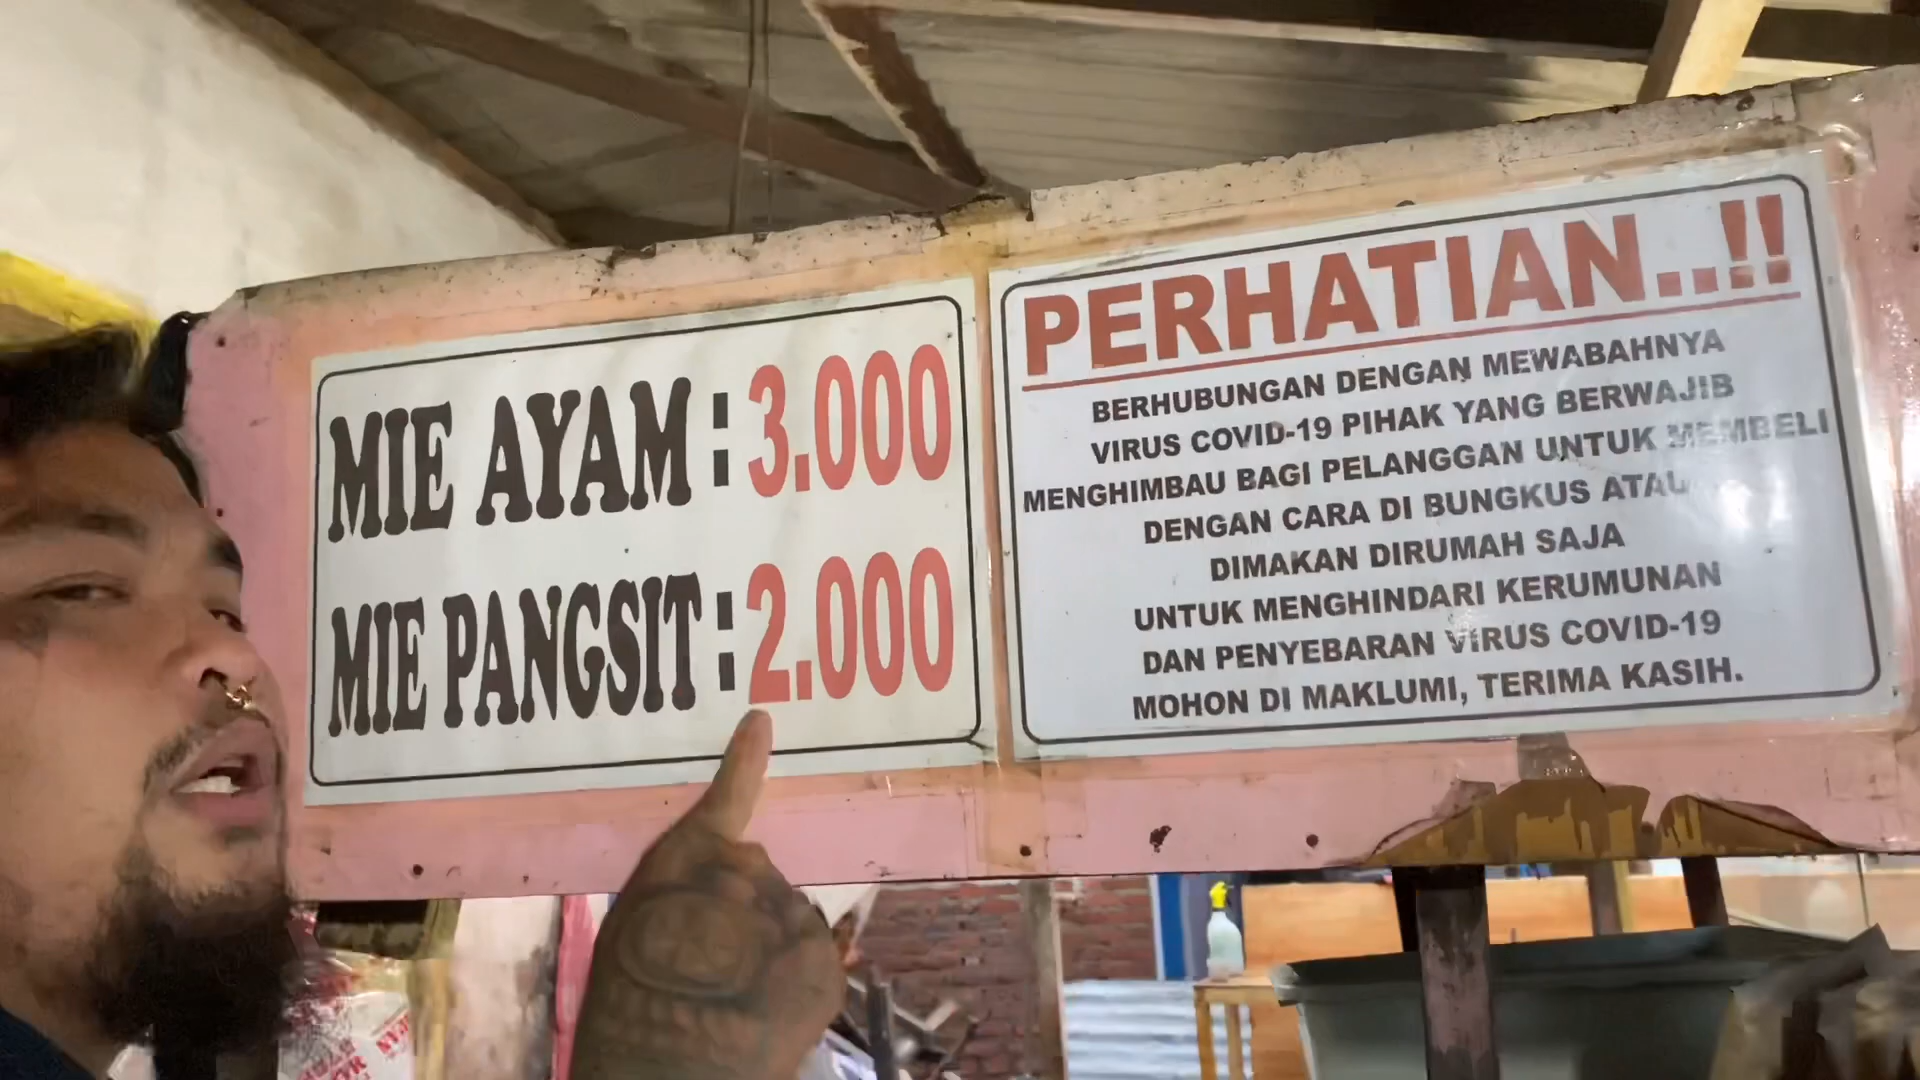 MIE AYAM : 3.000
MIE PANGSIT : 2.000
PERHATIAN..!!
BERHUBUNGAN DENGAN MEWABAHNYA
VIRUS COVID-19 PIHAK YANG BERWAJIB
MENGHIMBAU BAGI PELANGGAN UNTUK MEMBELI
DENGAN CARA DI BUNGKUS ATAU
DIMAKAN DIRUMAH SAJA
UNTUK MENGHINDARI KERUMUNAN
DAN PENYEBARAN VIRUS COVID-19
MOHON DI MAKLUMI, TERIMA KASIH.